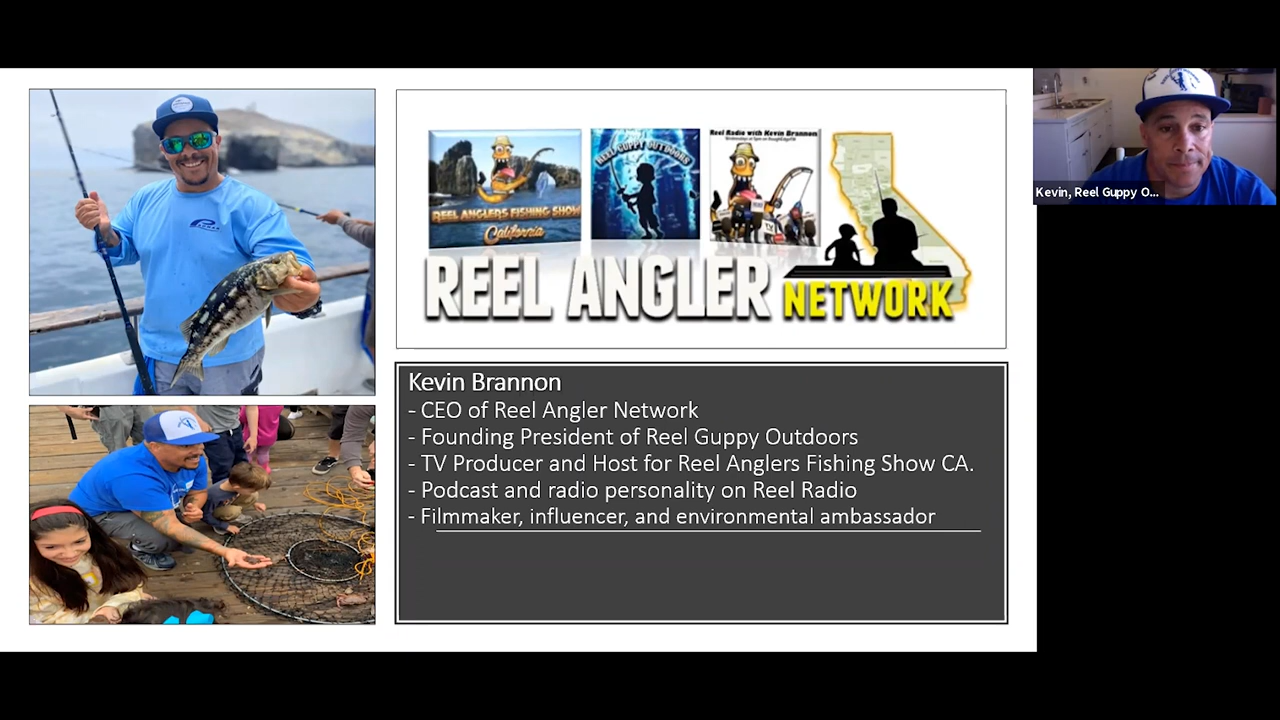 REEL ANGLERS FISHING SHOW
California
REEL GUPPY OUTDOORS
Reel Radio with Kevin Brannon
REEL ANGLER
NETWORK
Kevin, Reel Guppy O...
Kevin Brannon
- CEO of Reel Angler Network
- Founding President of Reel Guppy Outdoors
- TV Producer and Host for Reel Anglers Fishing Show CA.
- Podcast and radio personality on Reel Radio
- Filmmaker, influencer, and environmental ambassador